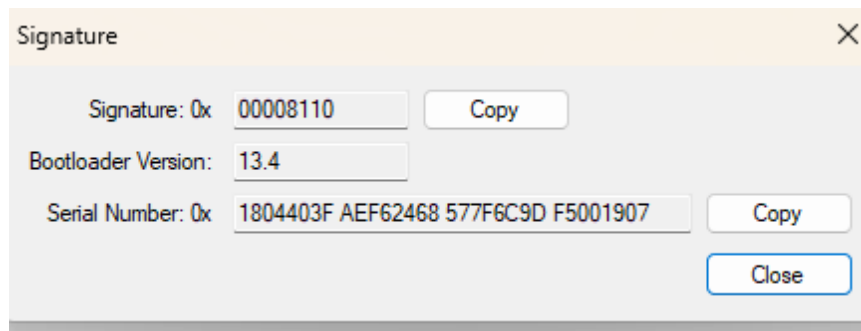 Signature
Signature: 0x 00008110 Copy
Bootloader Version: 13.4
Serial Number: 0x 1804403F AEF62468 577F6C9D F5001907 Copy
Close